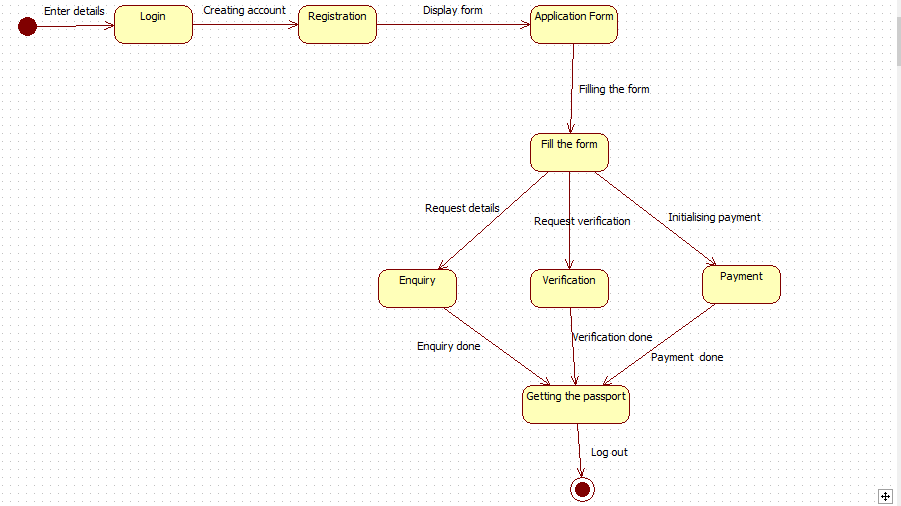 Enter details
Login
Creating account
Registration
Display form
Application Form
Filling the form
Fill the form
Request details
Request verification
Initialising payment
Enquiry
Verification
Payment
Enquiry done
Verification done
Payment done
Getting the passport
Log out